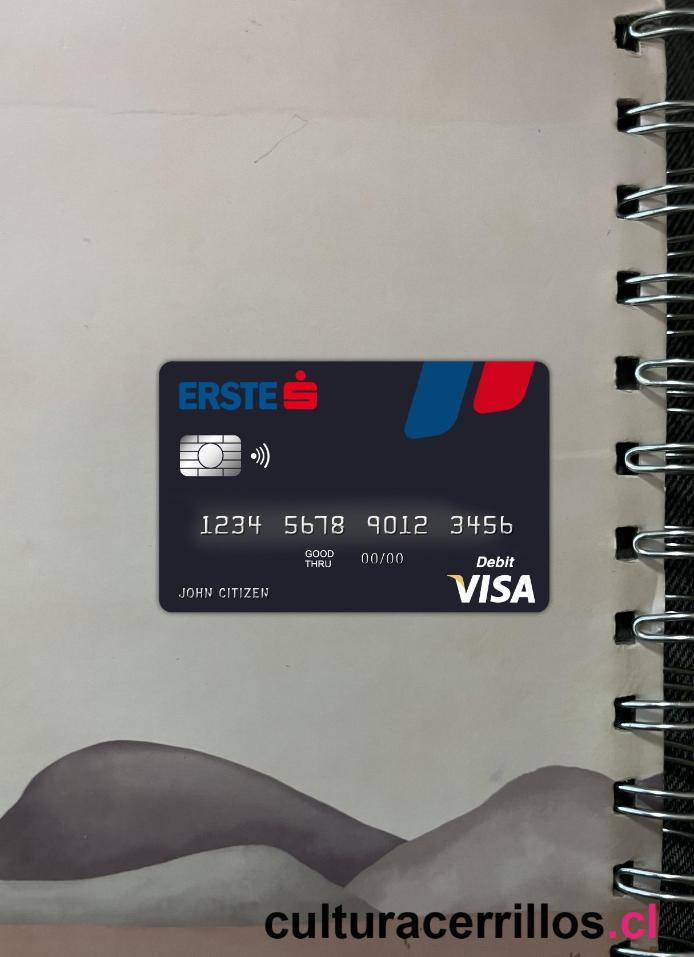 ERSTE
1234 5678 9012 3456
GOOD
THRU
00/00
Debit
VISA
JOHN CITIZEN
culturacerrillos.cl